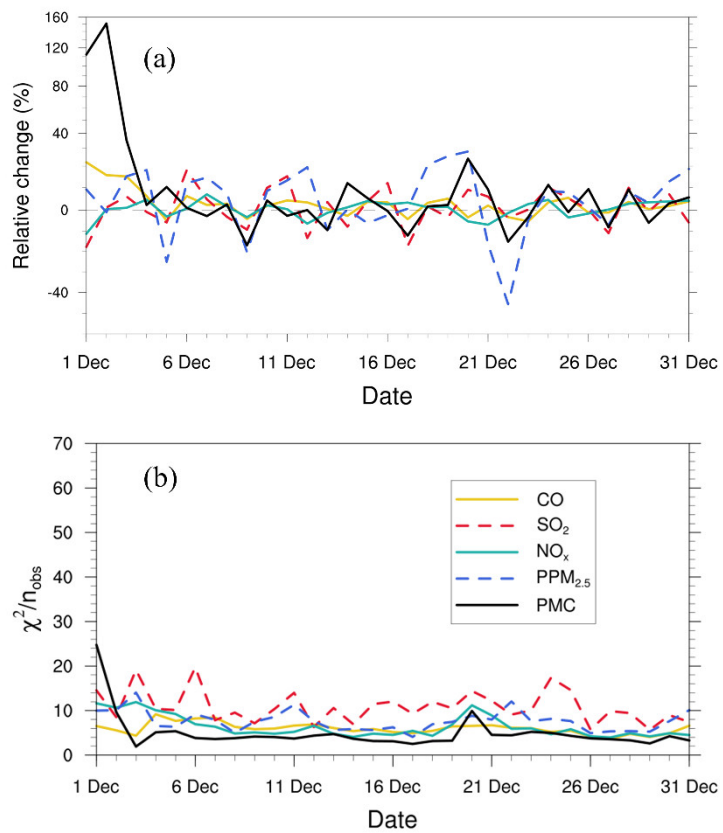 160
120
80
40
0
-40
Relative change (%)
(a)
1 Dec 6 Dec 11 Dec 16 Dec 21 Dec 26 Dec 31 Dec
Date
70
60
50
40
30
20
10
0
χ²/n_obs
(b)
CO
SO₂
NOₓ
PPM₂.₅
PMC
1 Dec 6 Dec 11 Dec 16 Dec 21 Dec 26 Dec 31 Dec
Date